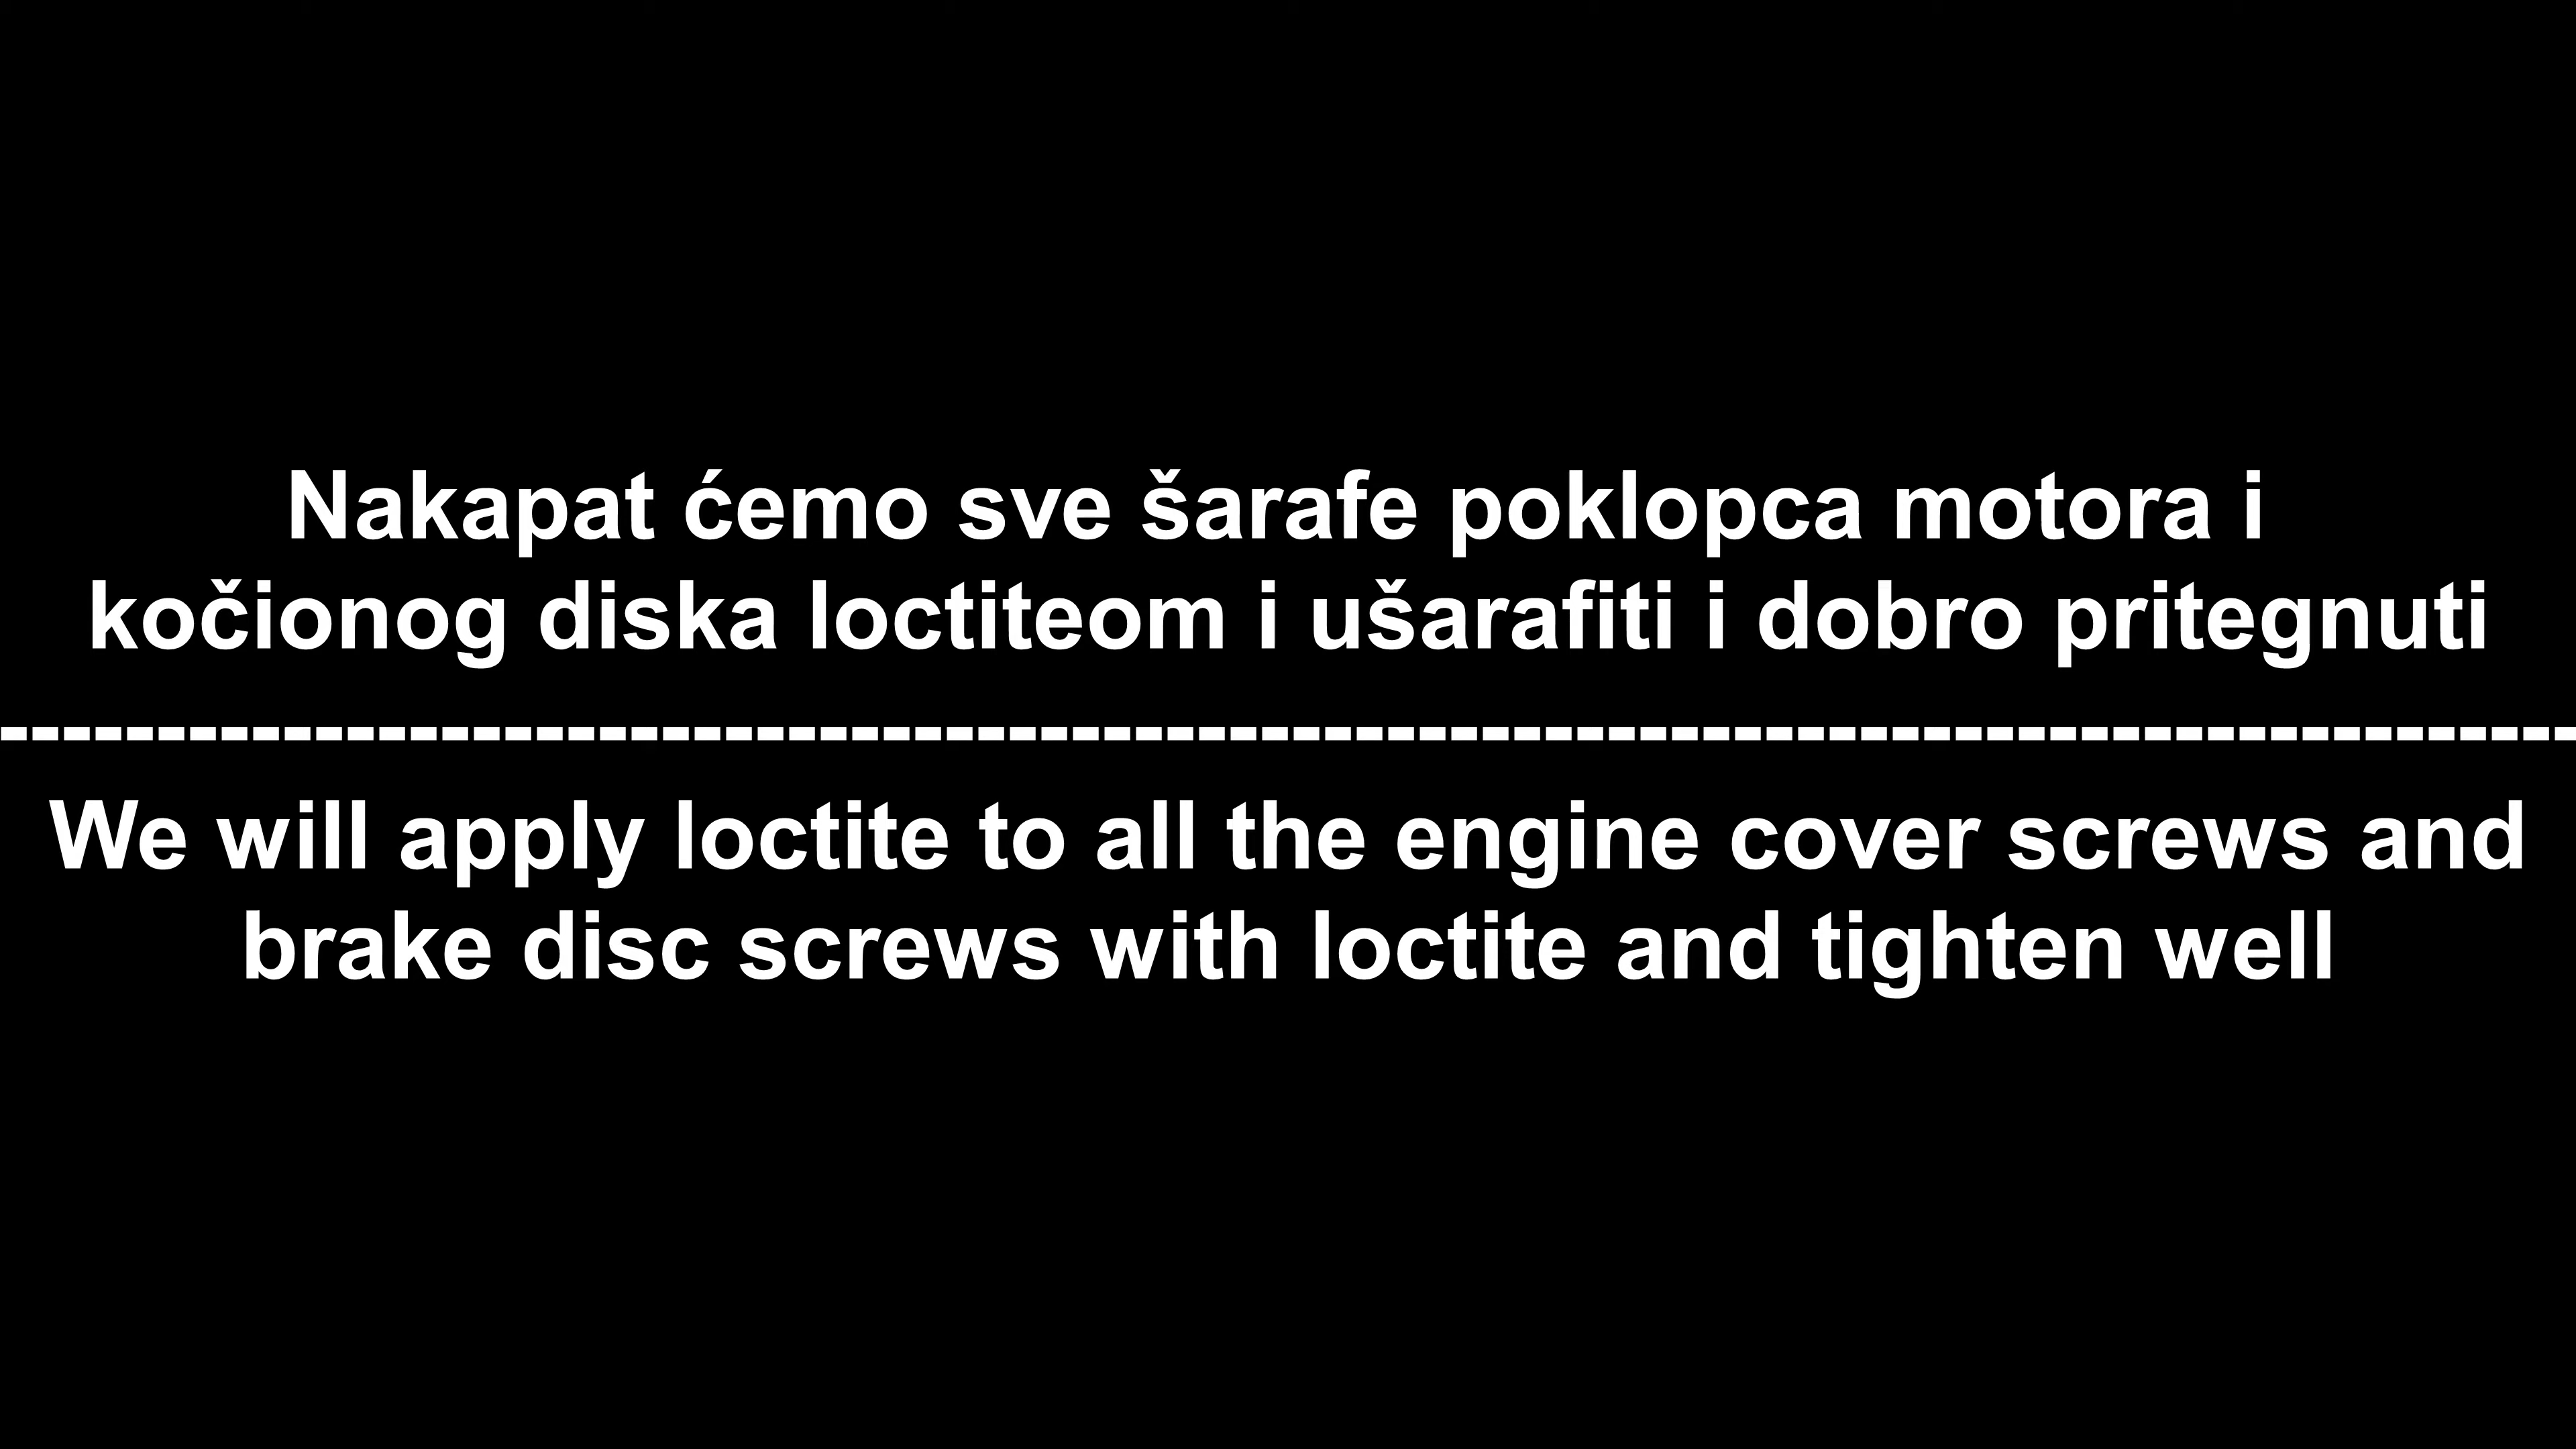 Nakapat ćemo sve šarafe poklopca motora i
kočionog diska loctiteom i ušarafiti i dobro pritegnuti
----------------------------------------------------------------------------------
We will apply loctite to all the engine cover screws and
brake disc screws with loctite and tighten well